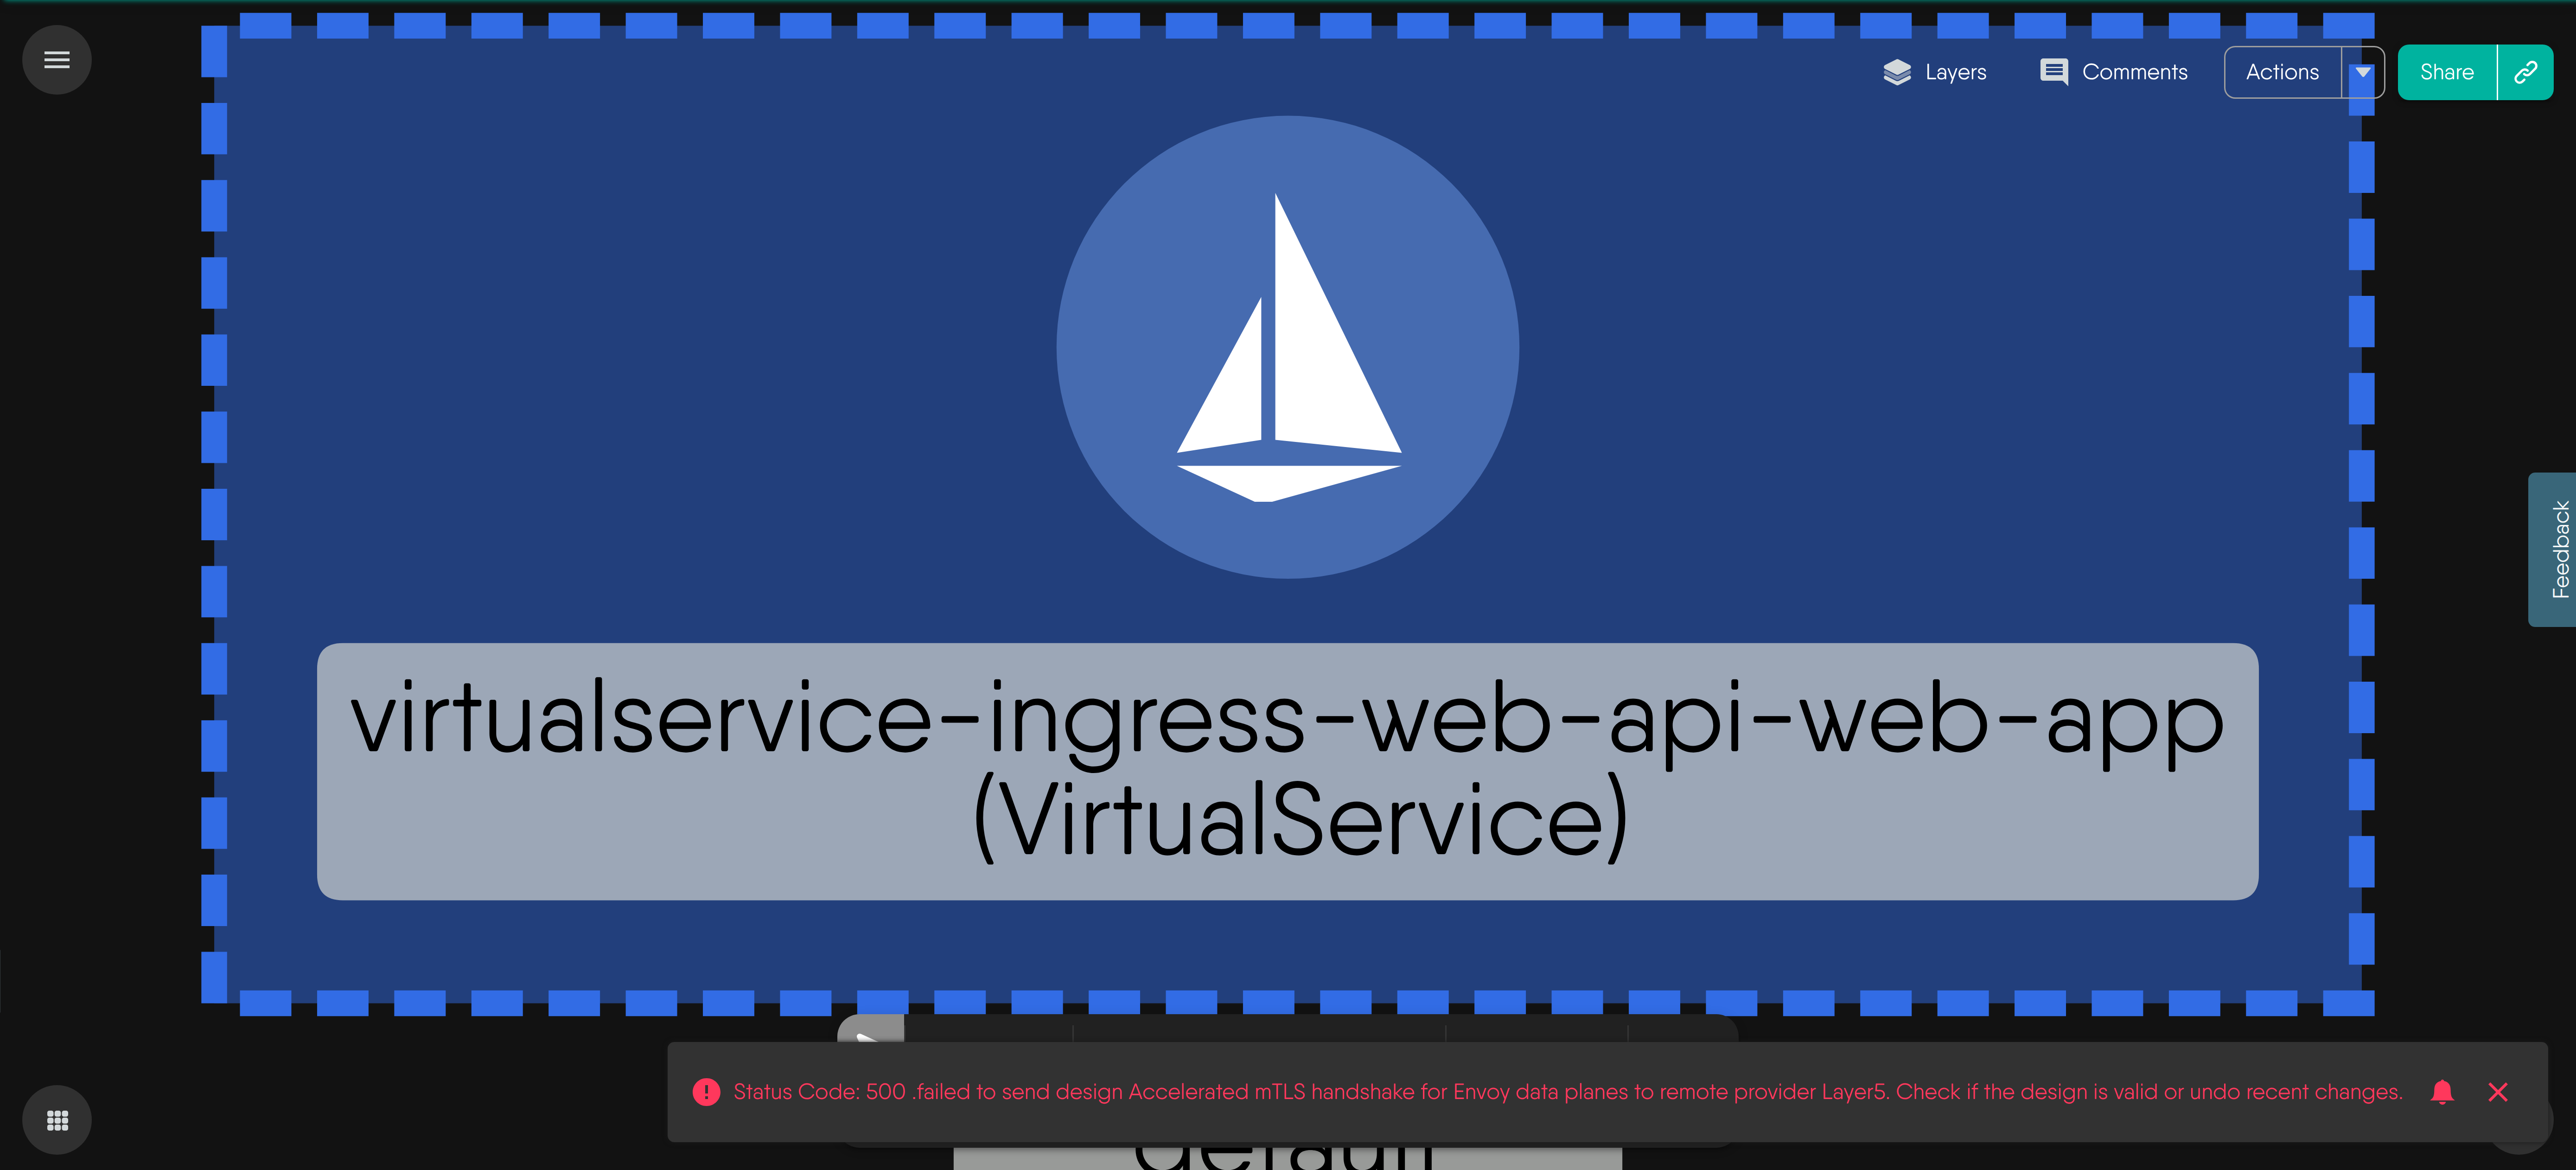 Layers
Comments
Actions
Share
Feedback
virtualservice-ingress-web-api-web-app
(VirtualService)
Status Code: 500 .failed to send design Accelerated mTLS handshake for Envoy data planes to remote provider Layer5. Check if the design is valid or undo recent changes.
default